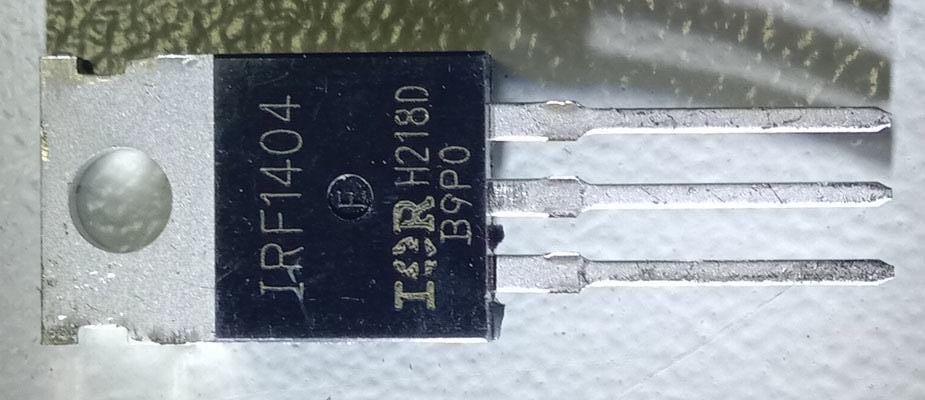 IRF1404
F
IOR H218D
B9P0